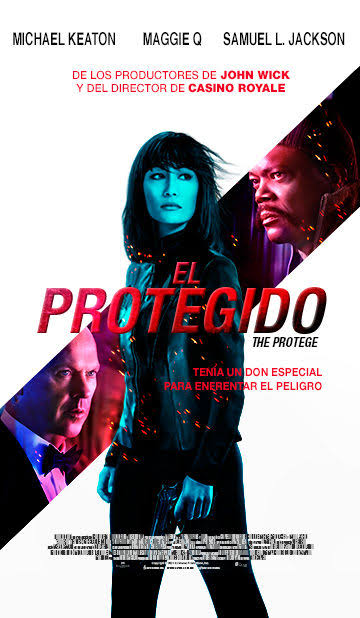 MICHAEL KEATON MAGGIE Q SAMUEL L. JACKSON
DE LOS PRODUCTORES DE JOHN WICK
Y DEL DIRECTOR DE CASINO ROYALE
EL
PROTEGIDO
THE PROTEGE
TENÍA UN DON ESPECIAL
PARA ENFRENTAR EL PELIGRO